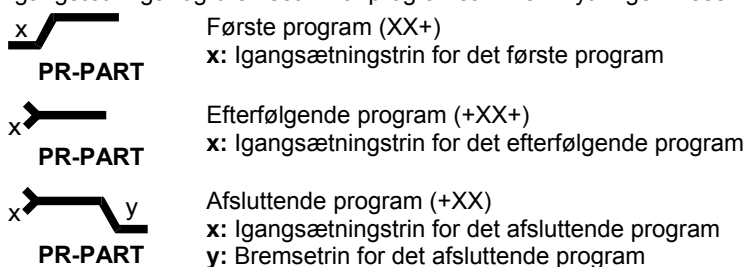 x
Første program (XX+)
x: Igangsætningstrin for det første program
PR-PART
Efterfølgende program (+XX+)
x
x: Igangsætningstrin for det efterfølgende program
PR-PART
x y
Afsluttende program (+XX)
x: Igangsætningstrin for det afsluttende program
PR-PART
y: Bremsetrin for det afsluttende program